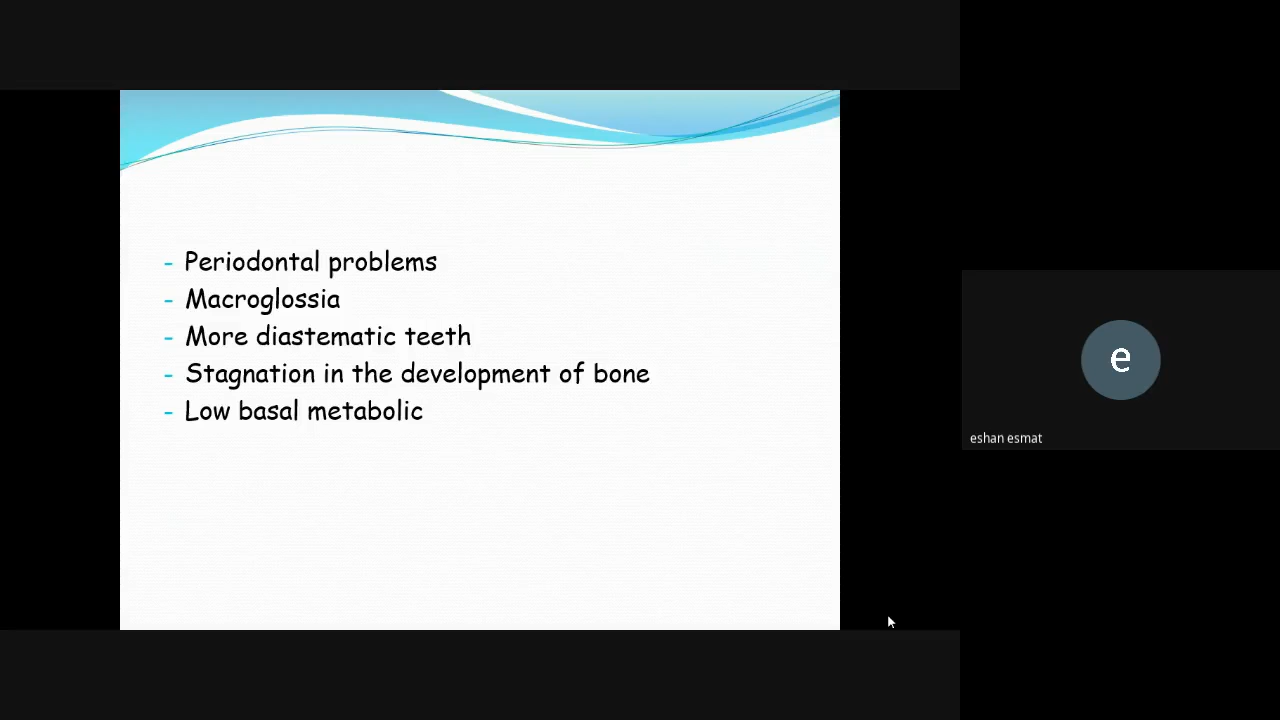 - Periodontal problems
- Macroglossia
- More diastematic teeth
- Stagnation in the development of bone
- Low basal metabolic
e
eshan esmat